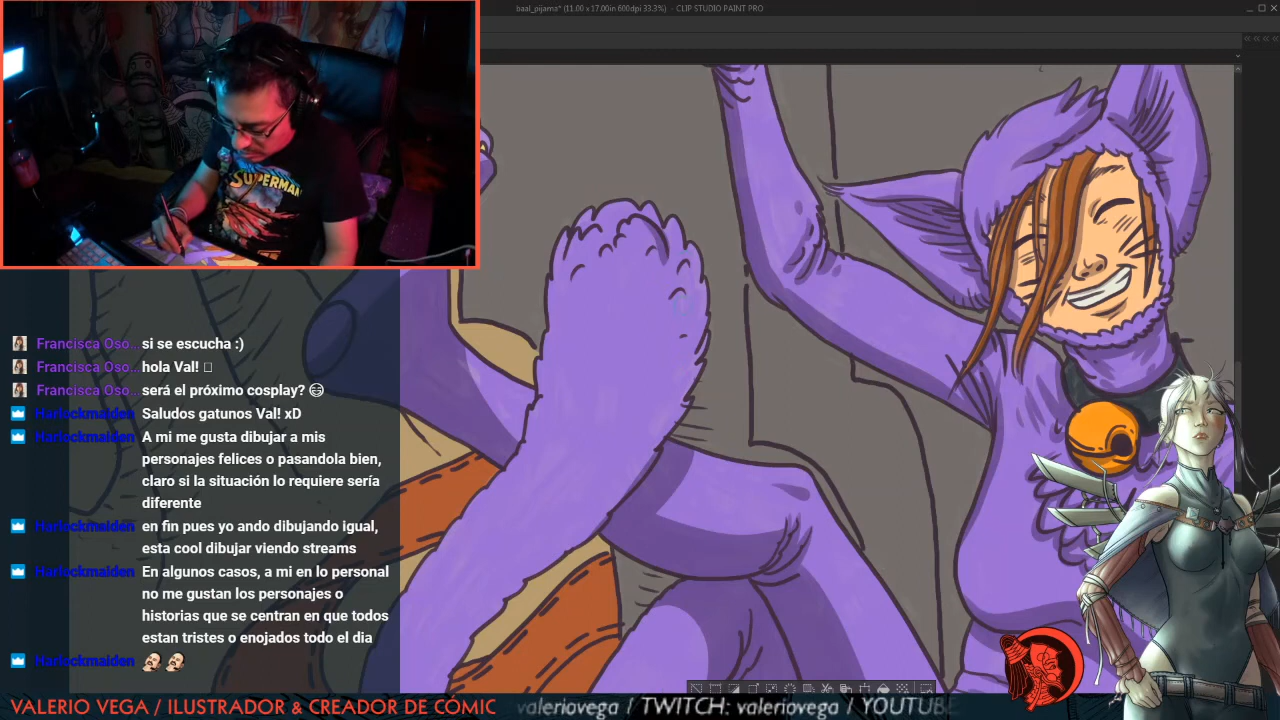 baal_pijama* (11.00 x 17.00in 600dpi 33.3%) - CLIP STUDIO PAINT PRO
SUPERMAN
Francisca Oso... si se escucha :)
Francisca Oso... hola Val!
Francisca Oso... será el próximo cosplay? 😂
Harlockmaiden Saludos gatunos Val! xD
Harlockmaiden A mi me gusta dibujar a mis
personajes felices o pasandola bien,
claro si la situación lo requiere sería
diferente
Harlockmaiden en fin pues yo ando dibujando igual,
esta cool dibujar viendo streams
Harlockmaiden En algunos casos, a mi en lo personal
no me gustan los personajes o
historias que se centran en que todos
estan tristes o enojados todo el dia
Harlockmaiden
VALERIO VEGA / ILUSTRADOR & CREADOR DE CÓMIC
valeriovega / TWITCH: valeriovega / YOUTUBE